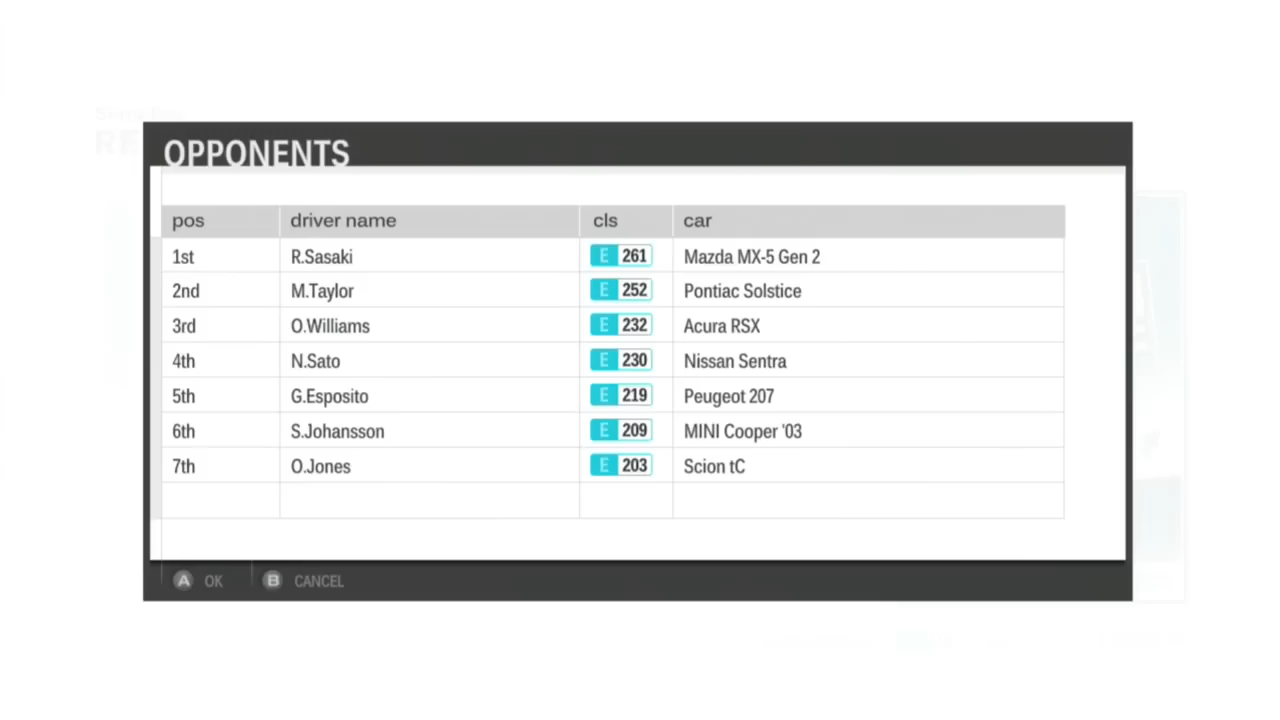 OPPONENTS
pos driver name cls car
1st R.Sasaki E 261 Mazda MX-5 Gen 2
2nd M.Taylor E 252 Pontiac Solstice
3rd O.Williams E 232 Acura RSX
4th N.Sato E 230 Nissan Sentra
5th G.Esposito E 219 Peugeot 207
6th S.Johansson E 209 MINI Cooper '03
7th O.Jones E 203 Scion tC
A OK B CANCEL